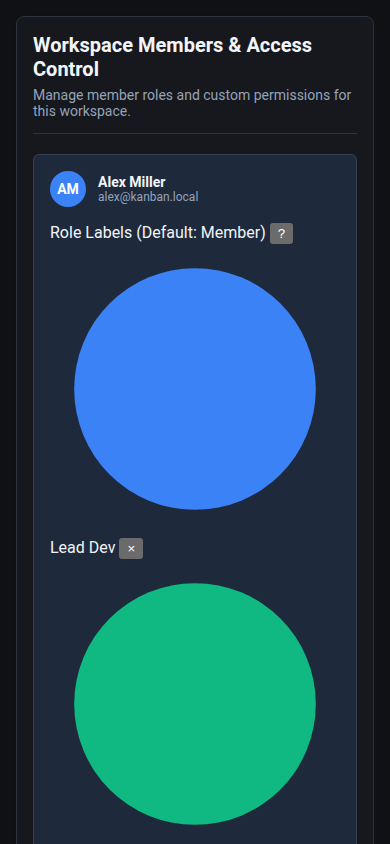 Workspace Members & Access
Control
Manage member roles and custom permissions for
this workspace.
AM
Alex Miller
alex@kanban.local
Role Labels (Default: Member) ?
Lead Dev ×